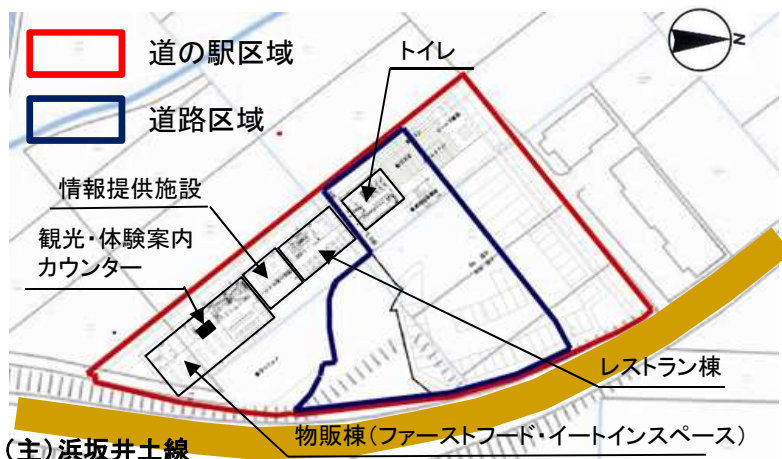 道の駅区域
トイレ
N
道路区域
情報提供施設
観光・体験案内
カウンター
レストラン棟
物販棟(ファーストフード・イートインスペース)
(主)浜坂井土線